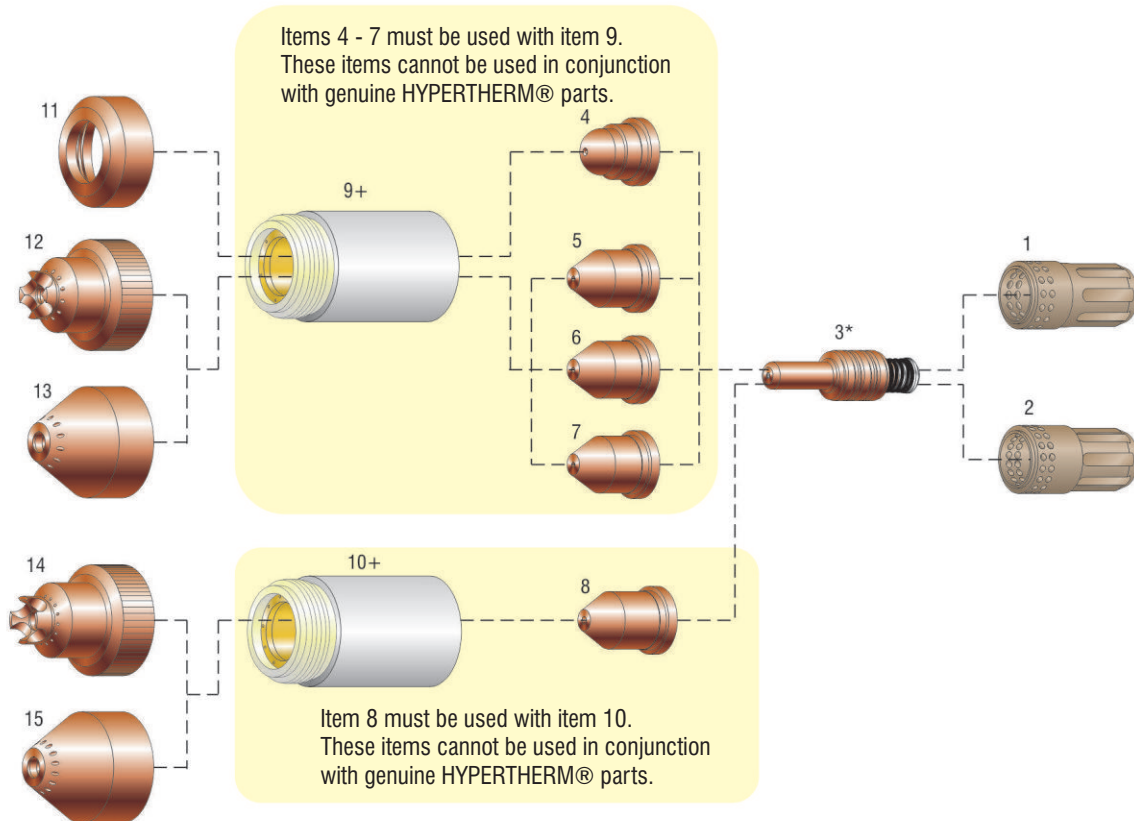 Items 4 - 7 must be used with item 9.
These items cannot be used in conjunction
with genuine HYPERTHERM® parts.
11
4
9+
12
5
1
6
3*
13
7
2
14
10+
8
15
Item 8 must be used with item 10.
These items cannot be used in conjunction
with genuine HYPERTHERM® parts.